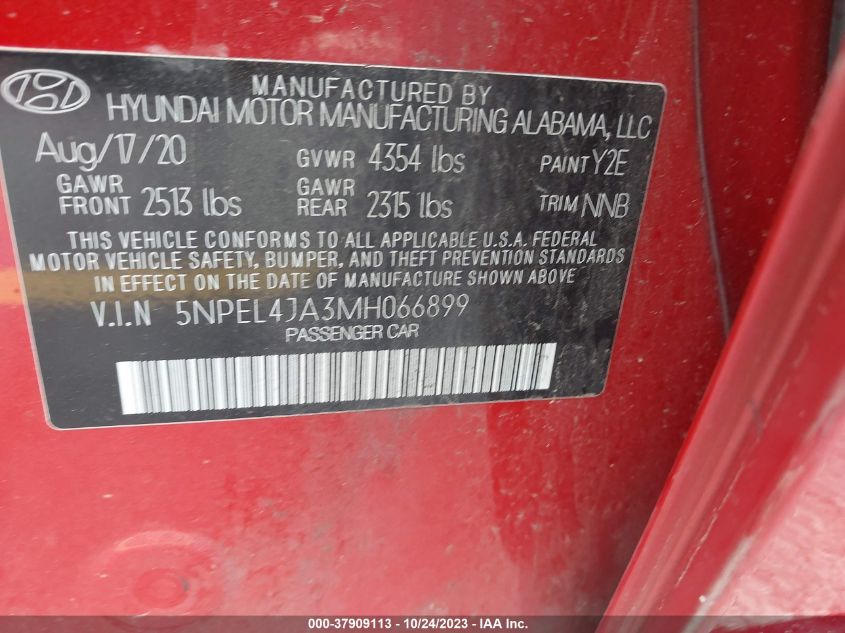 MANUFACTURED BY
HYUNDAI MOTOR MANUFACTURING ALABAMA, LLC
Aug/17/20 GVWR 4354 lbs PAINT Y2E
GAWR FRONT 2513 lbs GAWR REAR 2315 lbs TRIM NNB
THIS VEHICLE CONFORMS TO ALL APPLICABLE U.S.A. FEDERAL
MOTOR VEHICLE SAFETY, BUMPER, AND THEFT PREVENTION STANDARDS
IN EFFECT ON THE DATE OF MANUFACTURE SHOWN ABOVE
V.I.N 5NPEL4JA3MH066899
PASSENGER CAR
000-37909113 - 10/24/2023 - IAA Inc.